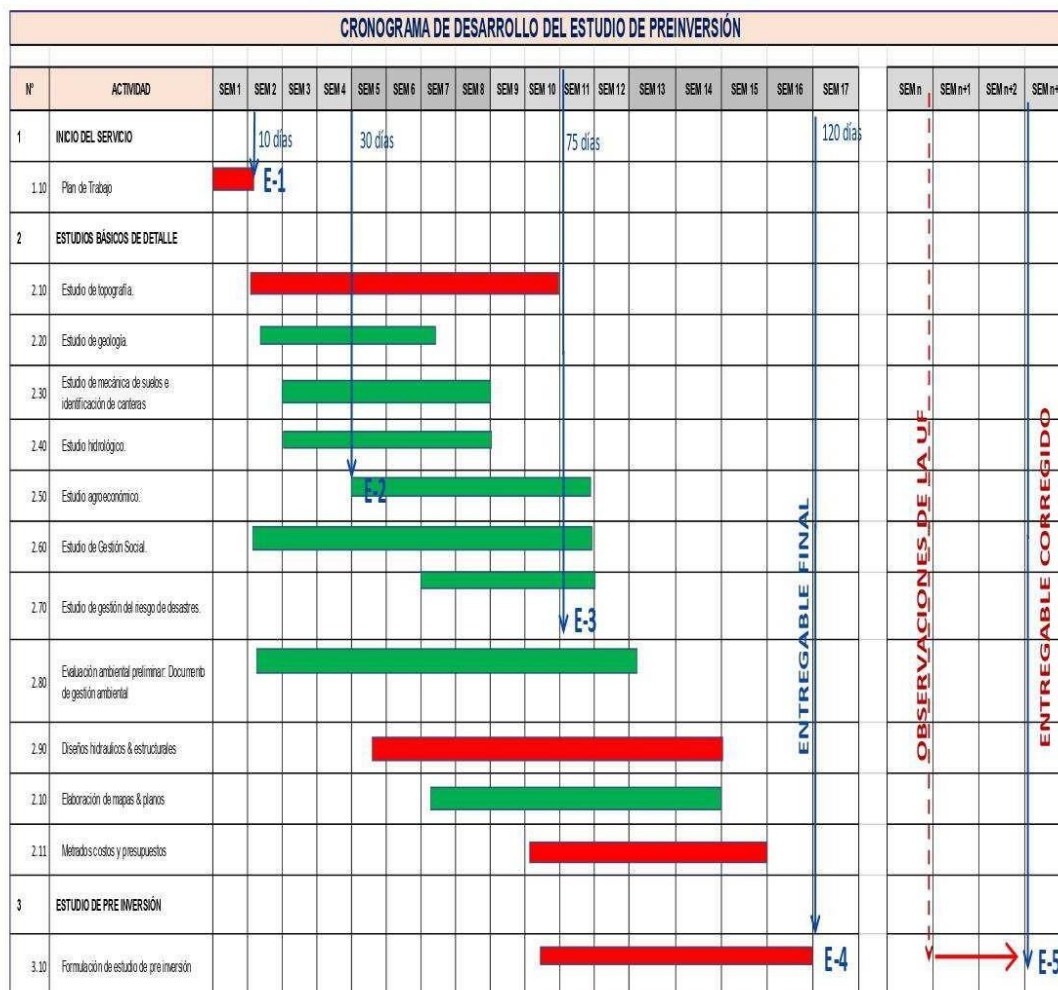 CRONOGRAMA DE DESARROLLO DEL ESTUDIO DE PREINVERSIÓN
N° ACTIVIDAD SEM 1 SEM 2 SEM 3 SEM 4 SEM 5 SEM 6 SEM 7 SEM 8 SEM 9 SEM 10 SEM 11 SEM 12 SEM 13 SEM 14 SEM 15 SEM 16 SEM 17 SEM n SEM n+1 SEM n+2 SEM n+
1 INICIO DEL SERVICIO 10 días 30 días 75 días 120 días
1.10 Plan de Trabajo E-1
2 ESTUDIOS BÁSICOS DE DETALLE
2.10 Estudio de topografía.
2.20 Estudio de geología.
2.30 Estudio de mecánica de suelos e
identificación de canteras
2.40 Estudio hidrológico.
2.50 Estudio agroeconómico. E-2
2.60 Estudio de Gestión Social.
2.70 Estudio de gestión del riesgo de desastres. E-3
2.80 Evaluación ambiental preliminar: Documento
de gestión ambiental
2.90 Diseños hidraulicos & estructurales
2.10 Elaboración de mapas & planos
2.11 Metrados costos y presupuestos
3 ESTUDIO DE PRE INVERSIÓN
3.10 Formulación de estudio de pre inversión E-4 E-5
ENTREGABLE FINAL
OBSERVACIONES DE LA UF
ENTREGABLE CORREGIDO